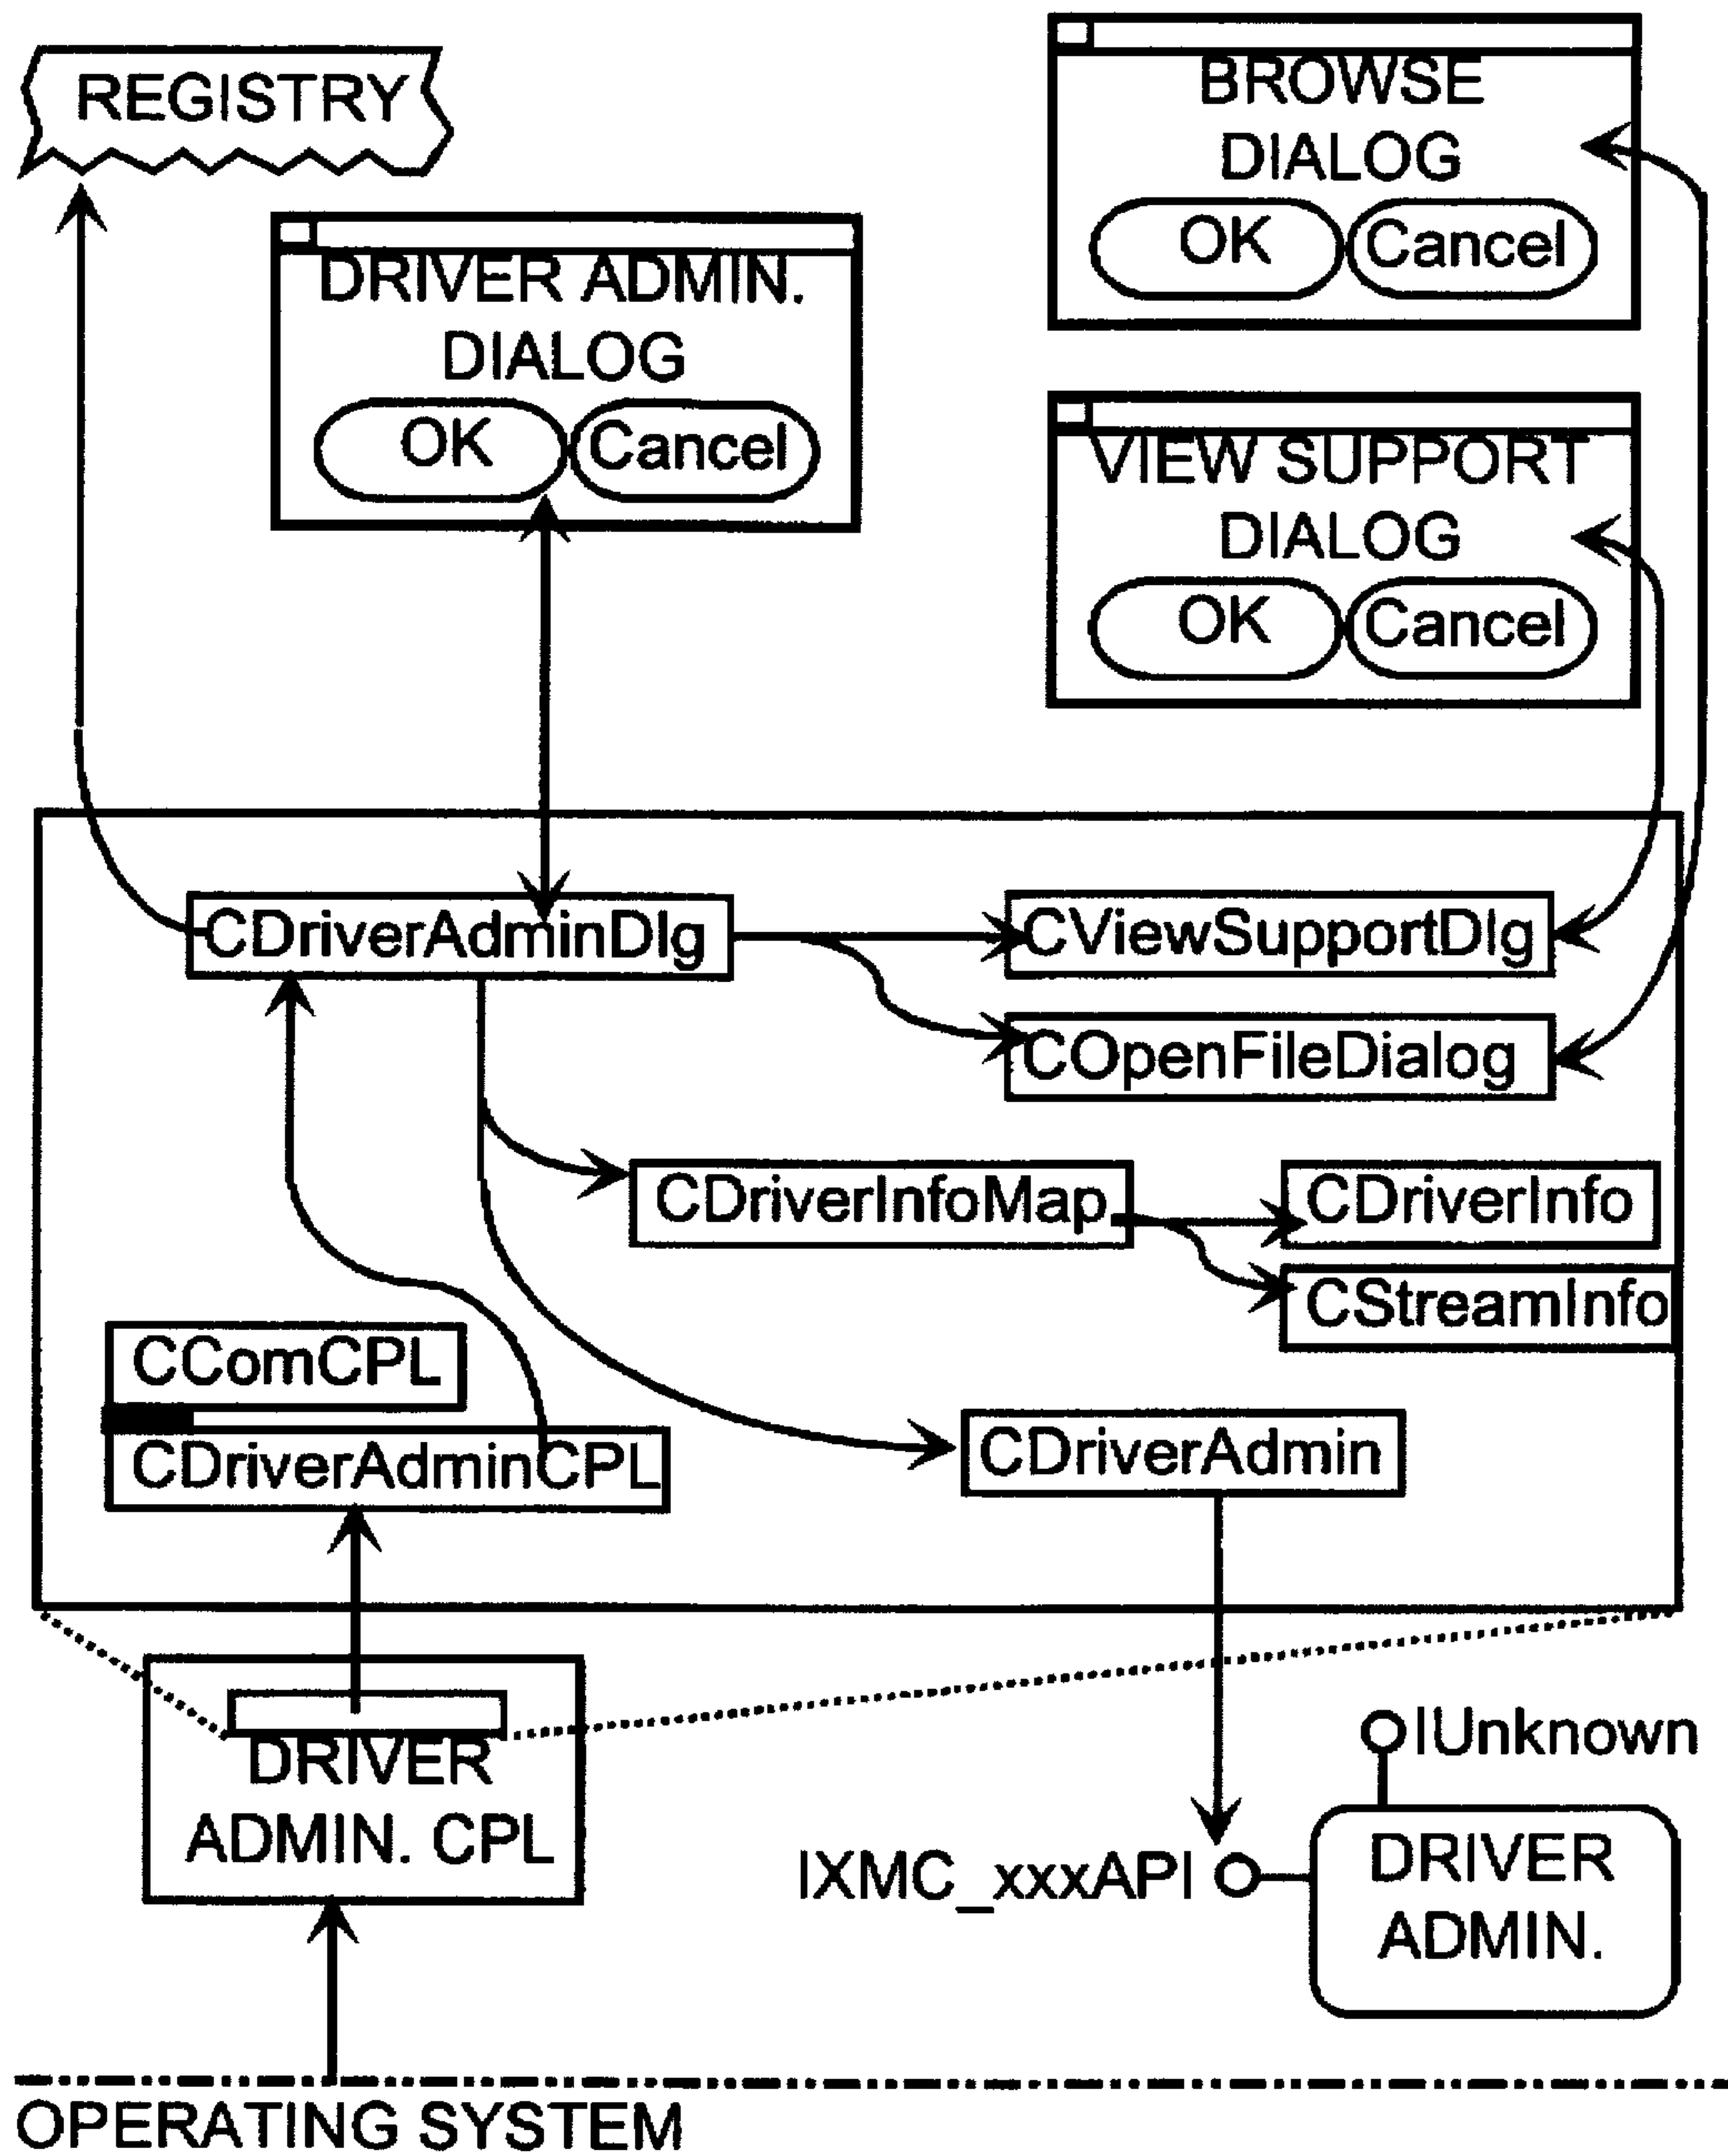 REGISTRY
BROWSE
DIALOG
OK Cancel
DRIVER ADMIN.
DIALOG
OK Cancel
VIEW SUPPORT
DIALOG
OK Cancel
CDriverAdminDlg
CViewSupportDlg
COpenFileDialog
CDriverInfoMap
CDriverInfo
CStreamInfo
CComCPL
CDriverAdminCPL
CDriverAdmin
DRIVER
ADMIN. CPL
IUnknown
IXMC_xxxAPI
DRIVER
ADMIN.
OPERATING SYSTEM